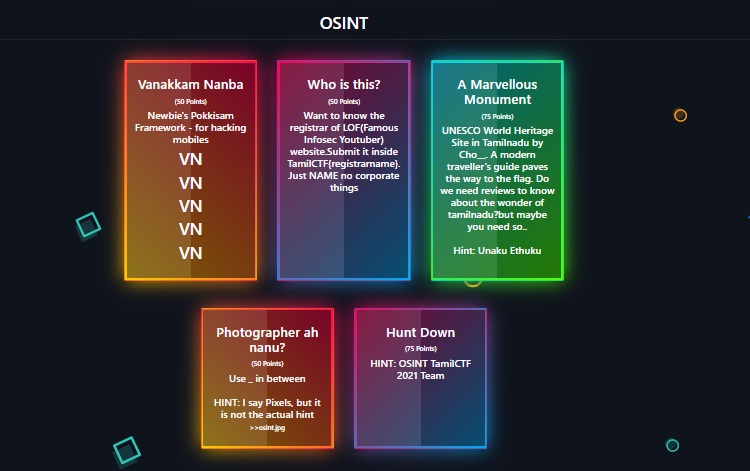 OSINT
Vanakkam Nanba
(50 Points)
Newbie's Pokkisam
Framework - for hacking
mobiles
VN
VN
VN
VN
VN
Who is this?
(50 Points)
Want to know the
registrar of LOF(Famous
Infosec Youtuber)
website.Submit it inside
TamilCTF{registrarname}.
Just NAME no corporate
things
A Marvellous
Monument
(75 Points)
UNESCO World Heritage
Site in Tamilnadu by
Cho__. A modern
traveller's guide paves
the way to the flag. Do
we need reviews to know
about the wonder of
tamilnadu?but maybe
you need so..
Hint: Unaku Ethuku
Photographer ah
nanu?
(50 Points)
Use _ in between
HINT: I say Pixels, but it
is not the actual hint
>>osint.jpg
Hunt Down
(75 Points)
HINT: OSINT TamilCTF
2021 Team